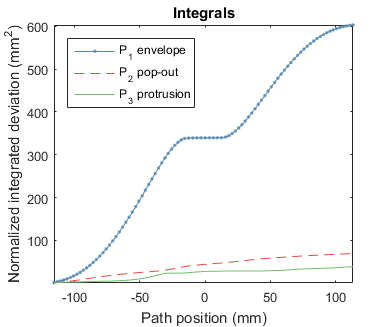 Integrals
Normalized integrated deviation (mm²)
600
500
400
300
200
100
P₁ envelope
P₂ pop-out
P₃ protrusion
-100 -50 0 50 100
Path position (mm)